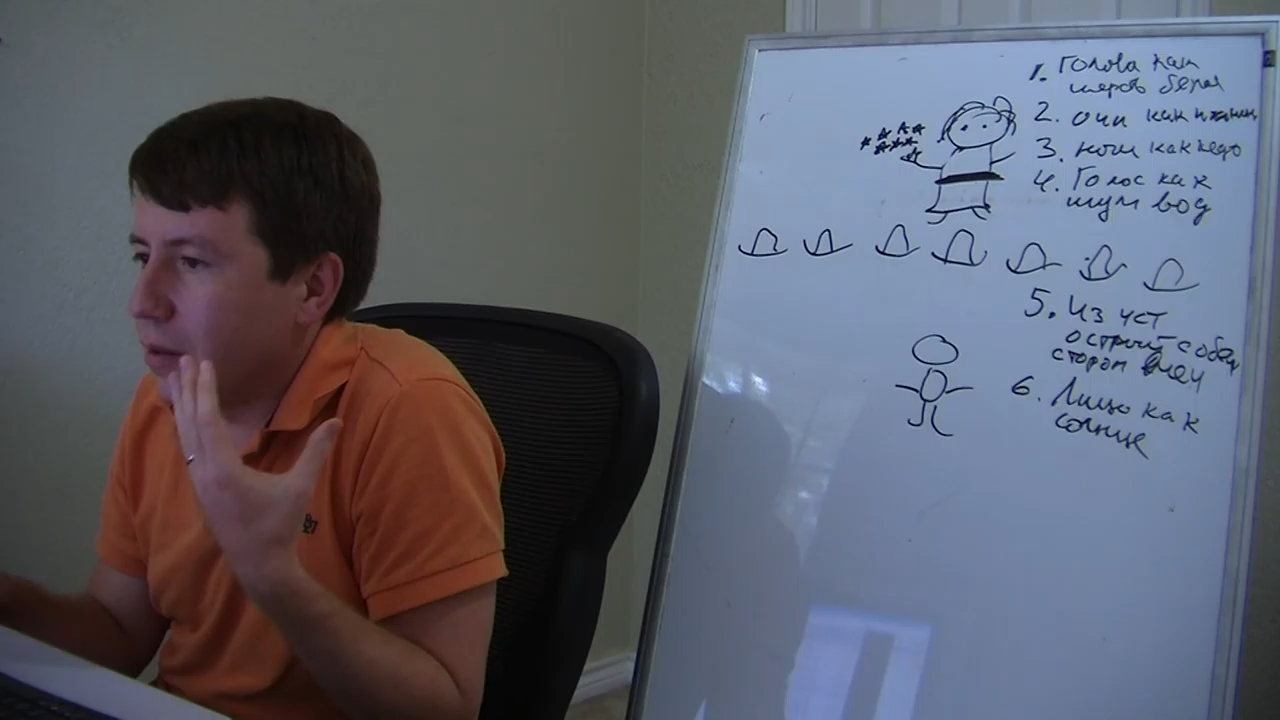 1. Голова как
шерсть белая
2. очи как пламень
3. ноги как
4. Голос как
шум вод
5. Из уст
острый с обеих
сторон меч
6. Лицо как
солнце